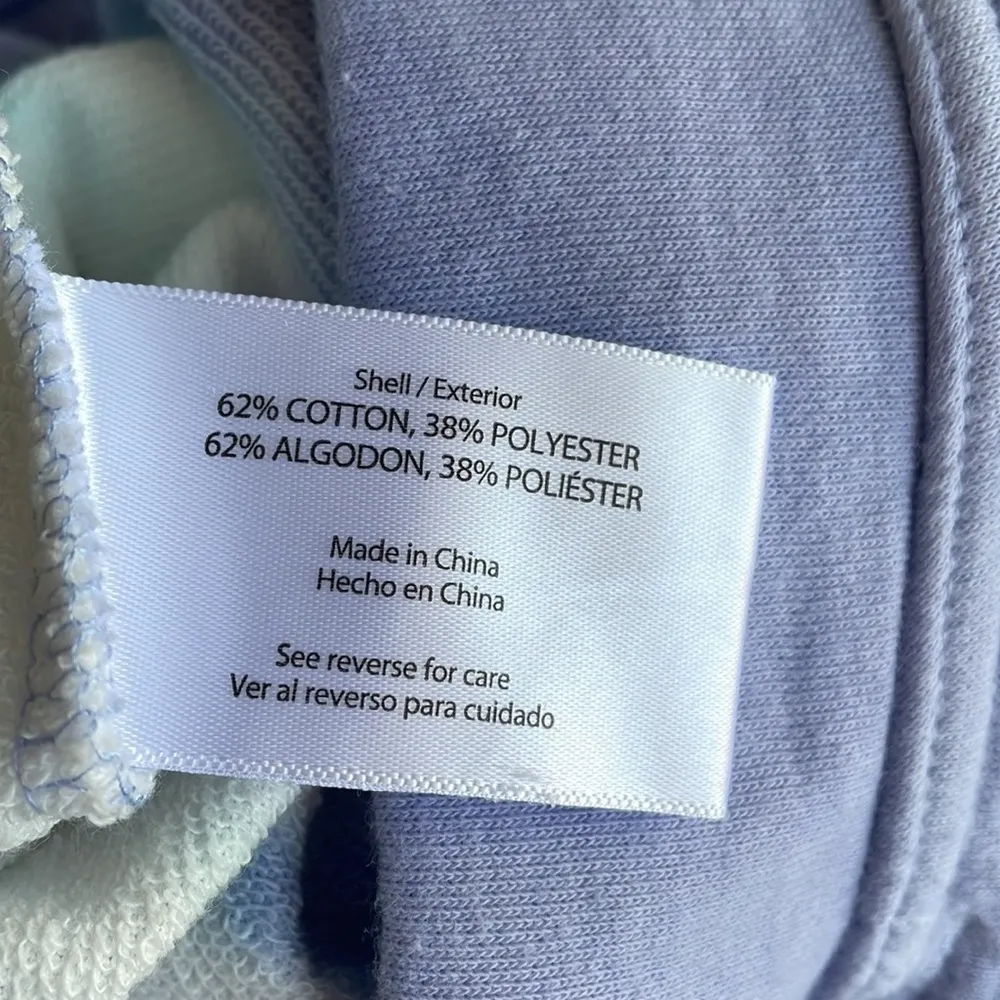 Shell / Exterior
62% COTTON, 38% POLYESTER
62% ALGODON, 38% POLIÉSTER
Made in China
Hecho en China
See reverse for care
Ver al reverso para cuidado